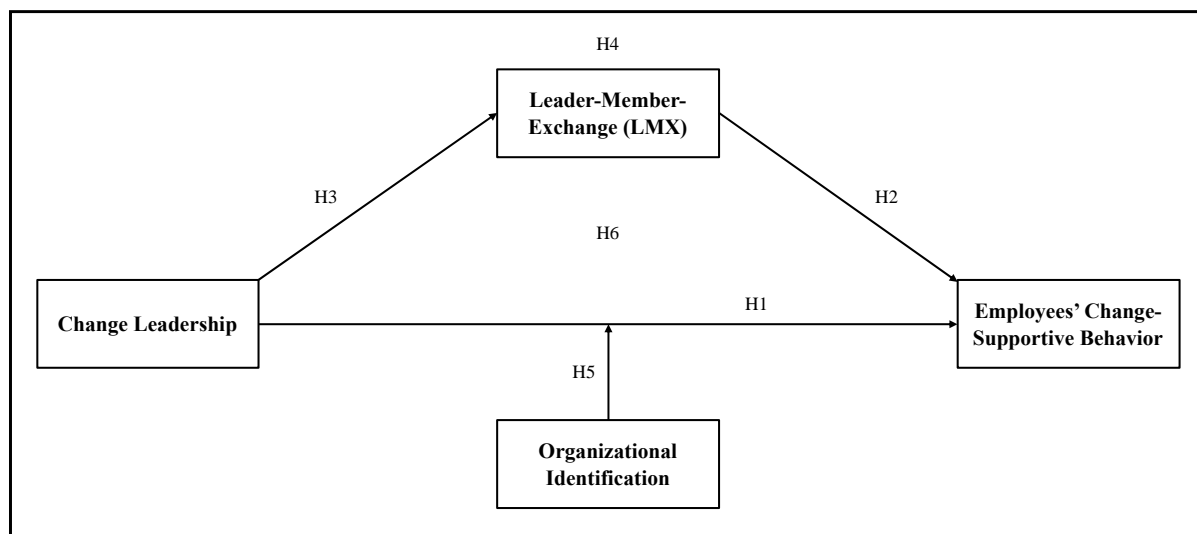 H4
Leader-Member-
Exchange (LMX)
H3
H2
H6
Change Leadership
H1
Employees’ Change-
Supportive Behavior
H5
Organizational
Identification